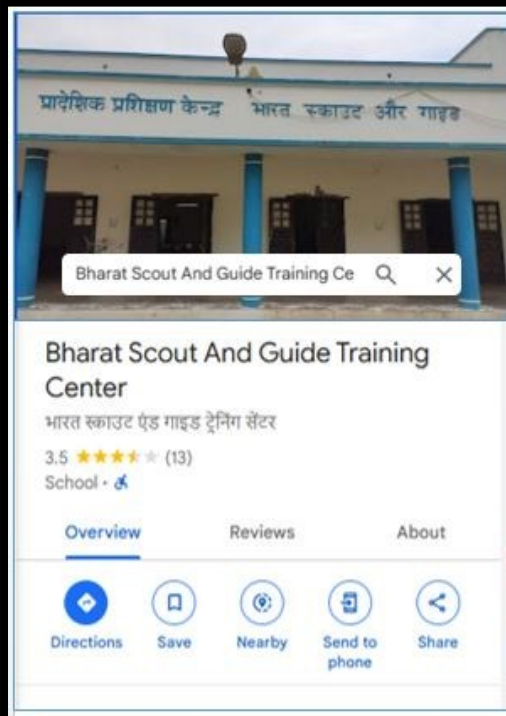 प्रादेशिक प्रशिक्षण केन्द्र भारत स्काउट और गाइड
Bharat Scout And Guide Training Ce
Bharat Scout And Guide Training
Center
भारत स्काउट एंड गाइड ट्रेनिंग सेंटर
3.5 (13)
School
Overview Reviews About
Directions Save Nearby Send to phone Share